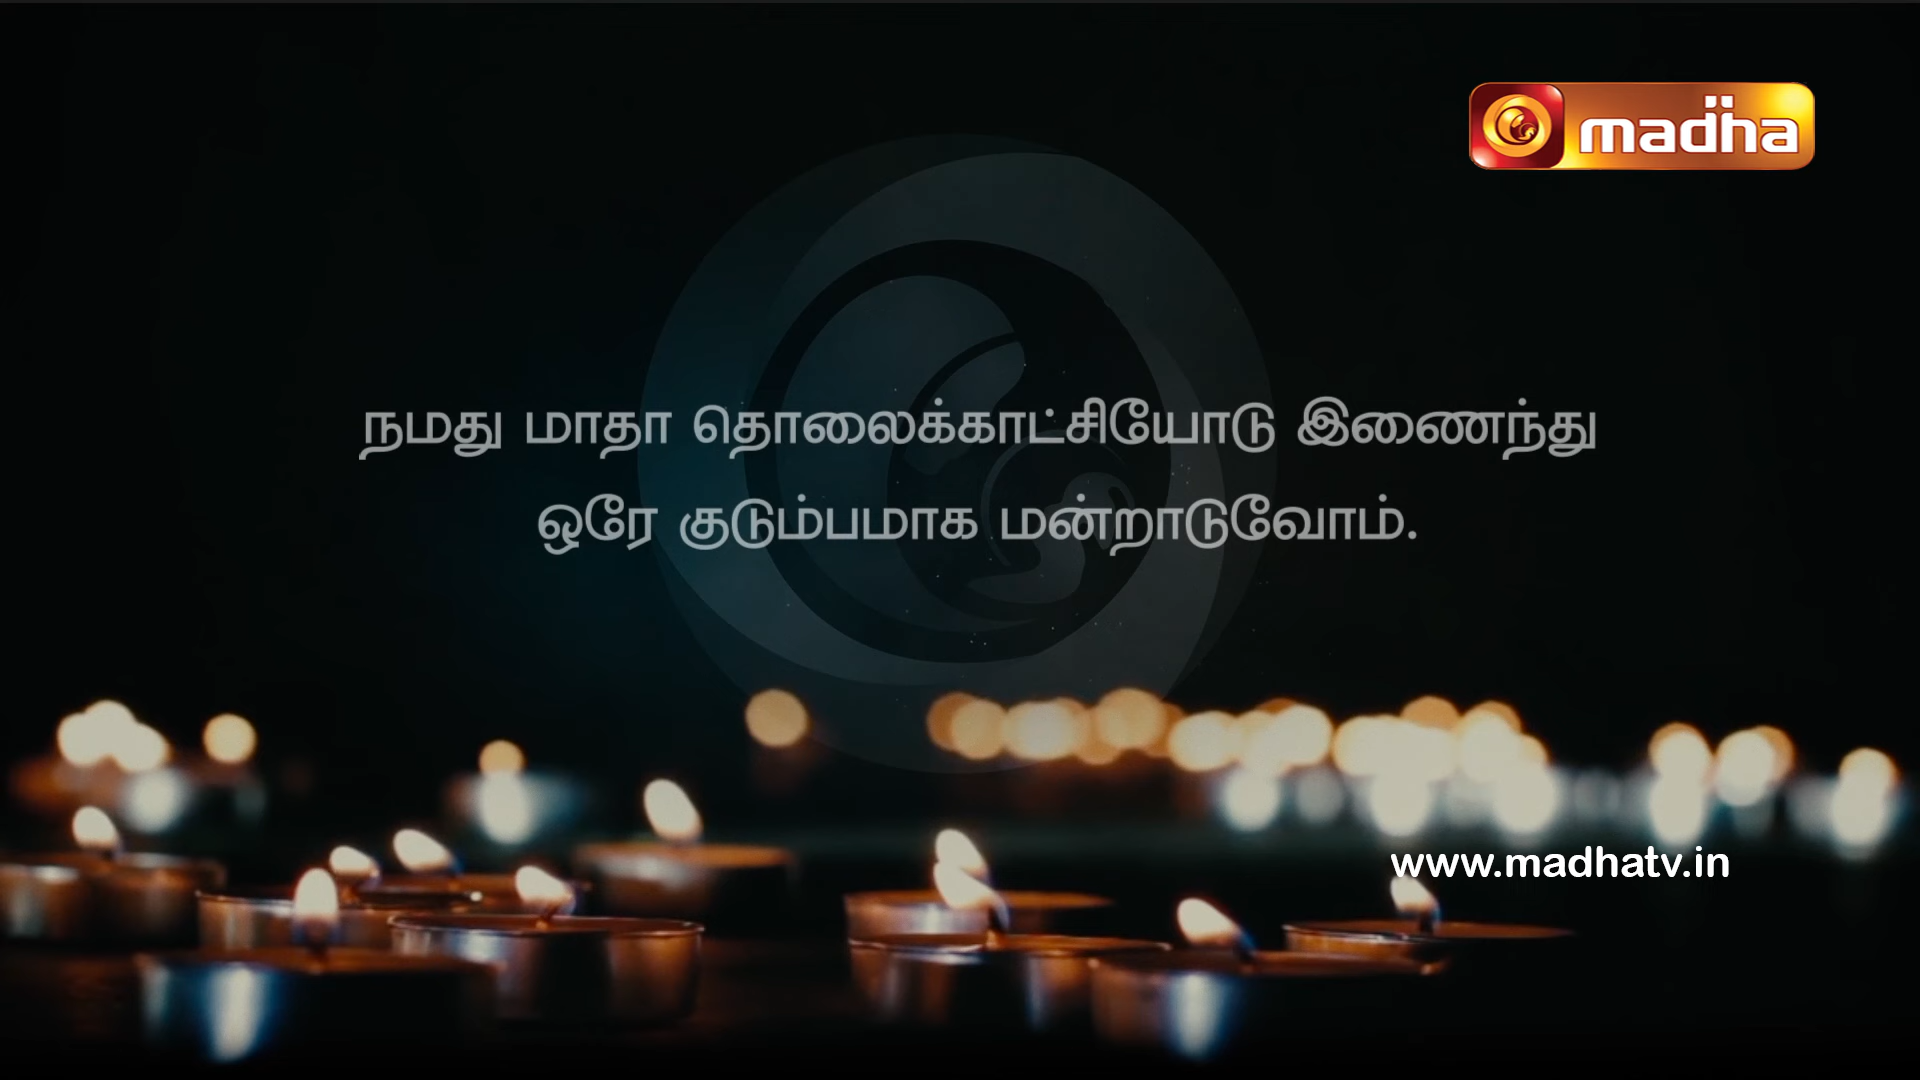 madha
நமது மாதா தொலைக்காட்சியோடு இணைந்து
ஒரே குடும்பமாக மன்றாடுவோம்.
www.madhatv.in